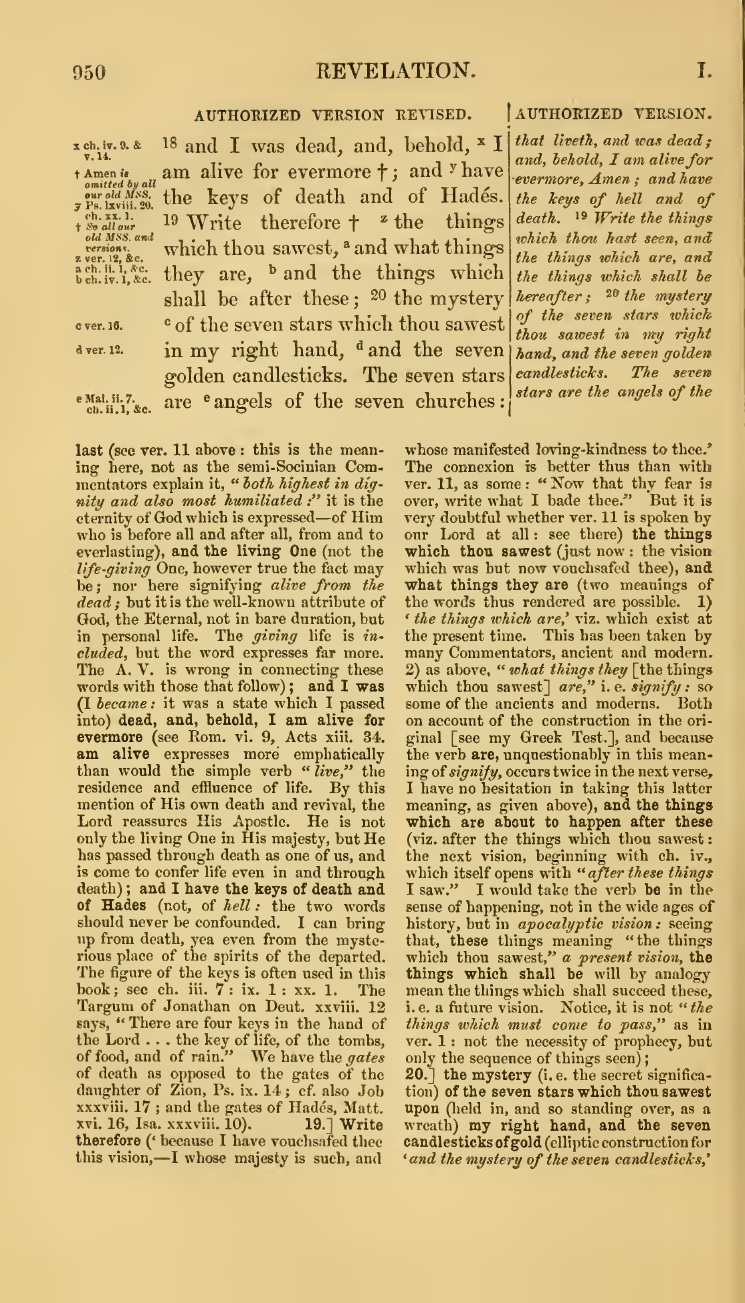 950
REVELATION.
I.
AUTHORIZED VERSION REVISED.
x ch. iv. 9. &
v. 14.
† Amen is
omitted by all
our old MSS.
y Ps. lxviii. 20.
ch. xx. 1.
† So all our
old MSS. and
versions.
z ver. 12, &c.
a ch. ii. 1, &c.
b ch. iv. 1, &c.
c ver. 16.
d ver. 12.
e Mal. ii. 7.
ch. ii. 1, &c.
18 and I was dead, and, behold, x I
am alive for evermore †; and y have
the keys of death and of Hadés.
19 Write therefore † z the things
which thou sawest, a and what things
they are, b and the things which
shall be after these; 20 the mystery
c of the seven stars which thou sawest
in my right hand, d and the seven
golden candlesticks. The seven stars
are e angels of the seven churches:
AUTHORIZED VERSION.
that liveth, and was dead;
and, behold, I am alive for
evermore, Amen; and have
the keys of hell and of
death. 19 Write the things
which thou hast seen, and
the things which are, and
the things which shall be
hereafter; 20 the mystery
of the seven stars which
thou sawest in my right
hand, and the seven golden
candlesticks. The seven
stars are the angels of the
last (see ver. 11 above: this is the mean-
ing here, not as the semi-Socinian Com-
mentators explain it, "both highest in dig-
nity and also most humiliated:" it is the
eternity of God which is expressed—of Him
who is before all and after all, from and to
everlasting), and the living One (not the
life-giving One, however true the fact may
be; nor here signifying alive from the
dead; but it is the well-known attribute of
God, the Eternal, not in bare duration, but
in personal life. The giving life is in-
cluded, but the word expresses far more.
The A. V. is wrong in connecting these
words with those that follow); and I was
(I became: it was a state which I passed
into) dead, and, behold, I am alive for
evermore (see Rom. vi. 9, Acts xiii. 34.
am alive expresses more emphatically
than would the simple verb "live," the
residence and effluence of life. By this
mention of His own death and revival, the
Lord reassures His Apostle. He is not
only the living One in His majesty, but He
has passed through death as one of us, and
is come to confer life even in and through
death); and I have the keys of death and
of Hades (not, of hell: the two words
should never be confounded. I can bring
up from death, yea even from the myste-
rious place of the spirits of the departed.
The figure of the keys is often used in this
book; see ch. iii. 7: ix. 1: xx. 1. The
Targum of Jonathan on Deut. xxviii. 12
says, "There are four keys in the hand of
the Lord . . . the key of life, of the tombs,
of food, and of rain." We have the gates
of death as opposed to the gates of the
daughter of Zion, Ps. ix. 14; cf. also Job
xxxviii. 17; and the gates of Hadés, Matt.
xvi. 16, Isa. xxxviii. 10). 19.] Write
therefore (‘because I have vouchsafed thee
this vision,—I whose majesty is such, and
whose manifested loving-kindness to thee.’
The connexion is better thus than with
ver. 11, as some: "Now that thy fear is
over, write what I bade thee." But it is
very doubtful whether ver. 11 is spoken by
our Lord at all: see there) the things
which thou sawest (just now: the vision
which was but now vouchsafed thee), and
what things they are (two meanings of
the words thus rendered are possible. 1)
‘the things which are,’ viz. which exist at
the present time. This has been taken by
many Commentators, ancient and modern.
2) as above, "what things they [the things
which thou sawest] are," i. e. signify: so
some of the ancients and moderns. Both
on account of the construction in the ori-
ginal [see my Greek Test.], and because
the verb are, unquestionably in this mean-
ing of signify, occurs twice in the next verse,
I have no hesitation in taking this latter
meaning, as given above), and the things
which are about to happen after these
(viz. after the things which thou sawest:
the next vision, beginning with ch. iv.,
which itself opens with "after these things
I saw." I would take the verb be in the
sense of happening, not in the wide ages of
history, but in apocalyptic vision: seeing
that, these things meaning "the things
which thou sawest," a present vision, the
things which shall be will by analogy
mean the things which shall succeed these,
i. e. a future vision. Notice, it is not "the
things which must come to pass," as in
ver. 1: not the necessity of prophecy, but
only the sequence of things seen);
20.] the mystery (i. e. the secret significa-
tion) of the seven stars which thou sawest
upon (held in, and so standing over, as a
wreath) my right hand, and the seven
candlesticks of gold (elliptic construction for
‘and the mystery of the seven candlesticks,’